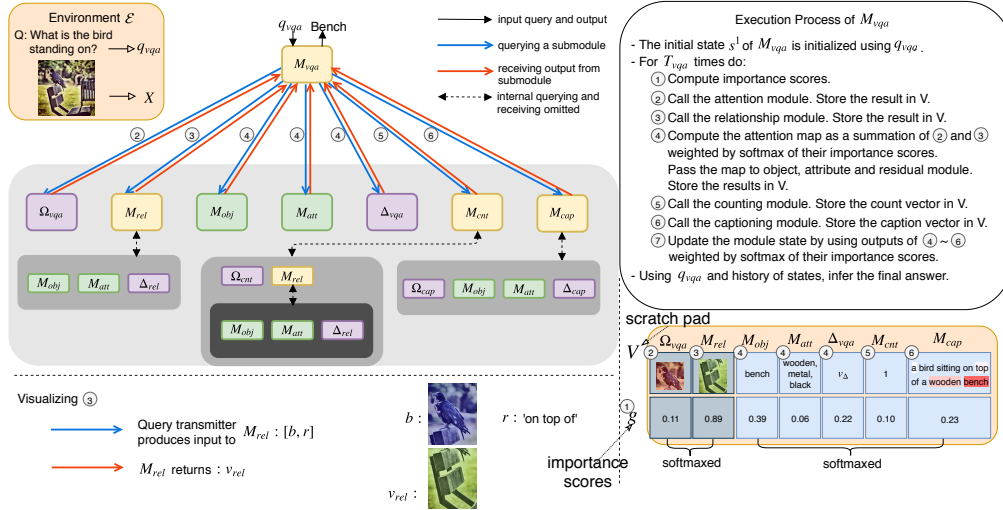 Environment ℰ
Q: What is the bird
standing on?
q_vqa
X
q_vqa
Bench
M_vqa
input query and output
querying a submodule
receiving output from
submodule
internal querying and
receiving omitted
② ③ ④ ④ ④ ⑤ ⑥
Ω_vqa M_rel M_obj M_att Δ_vqa M_cnt M_cap
M_obj M_att Δ_rel
Ω_cnt M_rel
M_obj M_att Δ_rel
Ω_cap M_obj M_att Δ_cap
Visualizing ③
Query transmitter
produces input to M_rel : [b, r]
M_rel returns : v_rel
b :
r : 'on top of'
v_rel :
Execution Process of M_vqa
- The initial state s¹ of M_vqa is initialized using q_vqa .
- For T_vqa times do:
① Compute importance scores.
② Call the attention module. Store the result in V.
③ Call the relationship module. Store the result in V.
④ Compute the attention map as a summation of ② and ③
weighted by softmax of their importance scores.
Pass the map to object, attribute and residual module.
Store the results in V.
⑤ Call the counting module. Store the count vector in V.
⑥ Call the captioning module. Store the caption vector in V.
⑦ Update the module state by using outputs of ④ ~ ⑥
weighted by softmax of their importance scores.
- Using q_vqa and history of states, infer the final answer.
scratch pad
Ω_vqa M_rel M_obj M_att Δ_vqa M_cnt M_cap
V
② ③ ④ ④ ④ ⑤ ⑥
bench
wooden,
metal,
black
v_Δ
1
a bird sitting on top
of a wooden bench
①
g
0.11 0.89 0.39 0.06 0.22 0.10 0.23
softmaxed softmaxed
importance
scores